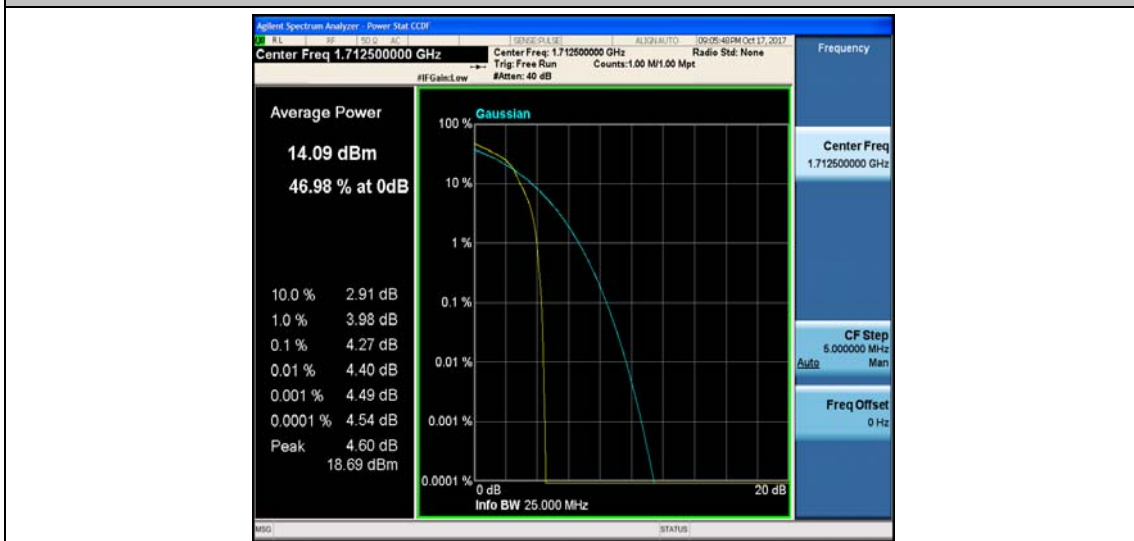 Agilent Spectrum Analyzer - Power Stat CCDF
RL RF 50 Ω AC SENSE:PULSE ALIGN AUTO 09:05:48 PM Oct 17, 2017
Center Freq 1.712500000 GHz
Center Freq: 1.712500000 GHz Radio Std: None
Trig: Free Run Counts:1.00 M/1.00 Mpt
#IFGain:Low #Atten: 40 dB
Frequency
Average Power
14.09 dBm
46.98 % at 0dB
10.0 % 2.91 dB
1.0 % 3.98 dB
0.1 % 4.27 dB
0.01 % 4.40 dB
0.001 % 4.49 dB
0.0001 % 4.54 dB
Peak 4.60 dB
18.69 dBm
Gaussian
100 %
10 %
1 %
0.1 %
0.01 %
0.001 %
0.0001 %
0 dB 20 dB
Info BW 25.000 MHz
Center Freq
1.712500000 GHz
CF Step
5.000000 MHz
Auto Man
Freq Offset
0 Hz
MSG STATUS